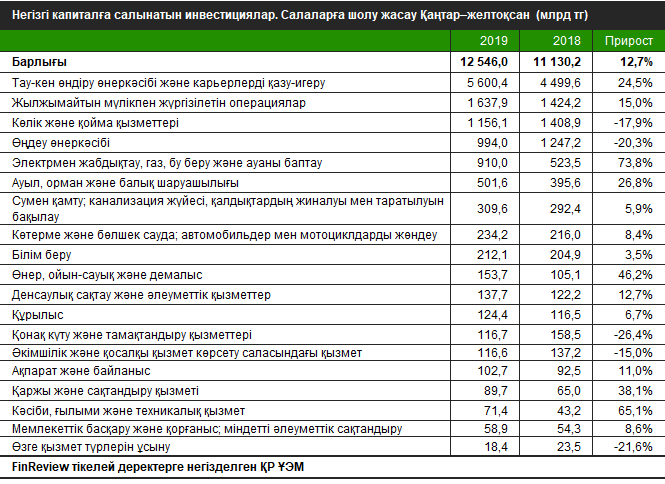 Негізгі капиталға салынатын инвестициялар. Салаларға шолу жасау Қаңтар–желтоқсан (млрд тг)
2019 2018 Прирост
Барлығы 12 546,0 11 130,2 12,7%
Тау-кен өндіру өнеркәсібі және карьерлерді қазу-игеру 5 600,4 4 499,6 24,5%
Жылжымайтын мүлікпен жүргізілетін операциялар 1 637,9 1 424,2 15,0%
Көлік және қойма қызметтері 1 156,1 1 408,9 -17,9%
Өңдеу өнеркәсібі 994,0 1 247,2 -20,3%
Электрмен жабдықтау, газ, бу беру және ауаны баптау 910,0 523,5 73,8%
Ауыл, орман және балық шаруашылығы 501,6 395,6 26,8%
Сумен қамту; канализация жүйесі, қалдықтардың жиналуы мен таратылуын
бақылау 309,6 292,4 5,9%
Көтерме және бөлшек сауда; автомобильдер мен мотоциклдарды жөндеу 234,2 216,0 8,4%
Білім беру 212,1 204,9 3,5%
Өнер, ойын-сауық және демалыс 153,7 105,1 46,2%
Денсаулық сақтау және әлеуметтік қызметтер 137,7 122,2 12,7%
Құрылыс 124,4 116,5 6,7%
Қонақ күту және тамақтандыру қызметтері 116,7 158,5 -26,4%
Әкімшілік және қосалқы қызмет көрсету саласындағы қызмет 116,6 137,2 -15,0%
Ақпарат және байланыс 102,7 92,5 11,0%
Қаржы және сақтандыру қызметі 89,7 65,0 38,1%
Кәсіби, ғылыми және техникалық қызмет 71,4 43,2 65,1%
Мемлекеттік басқару және қорғаныс; міндетті әлеуметтік сақтандыру 58,9 54,3 8,6%
Өзге қызмет түрлерін ұсыну 18,4 23,5 -21,6%
FinReview тікелей деректерге негізделген ҚР ҰЭМ